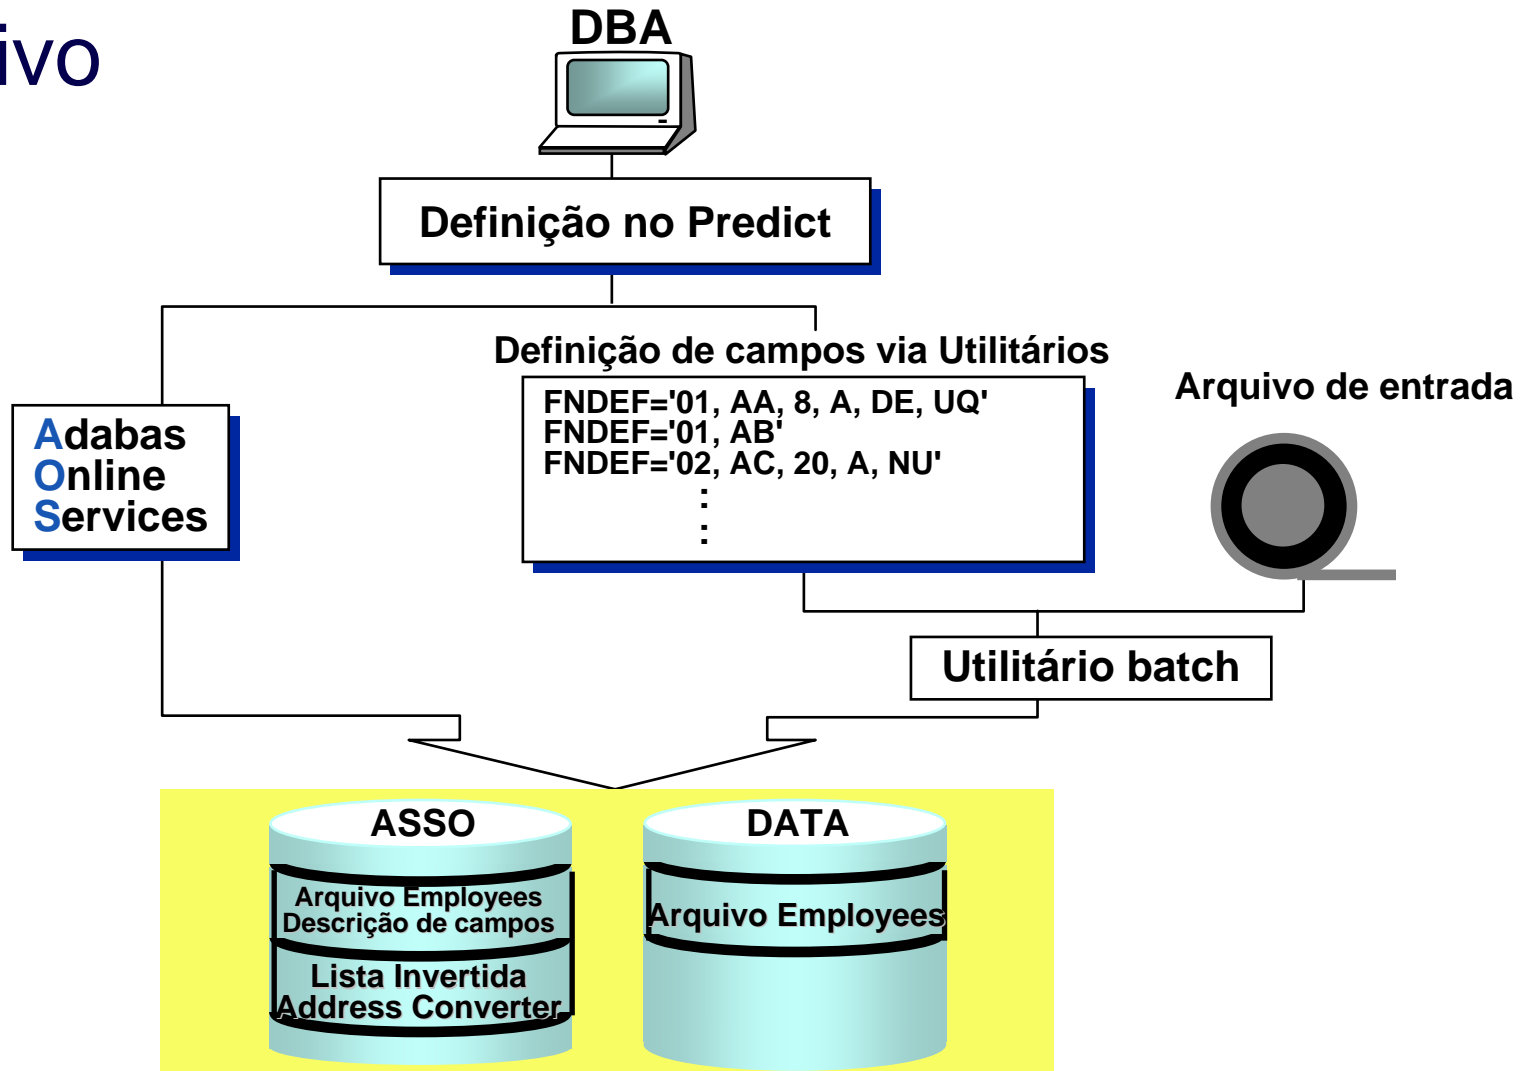 ivo
DBA
Definição no Predict
Definição de campos via Utilitários
FNDEF='01, AA, 8, A, DE, UQ'
FNDEF='01, AB'
FNDEF='02, AC, 20, A, NU'
:
:
Arquivo de entrada
Adabas
Online
Services
Utilitário batch
ASSO
Arquivo Employees
Descrição de campos
Lista Invertida
Address Converter
DATA
Arquivo Employees